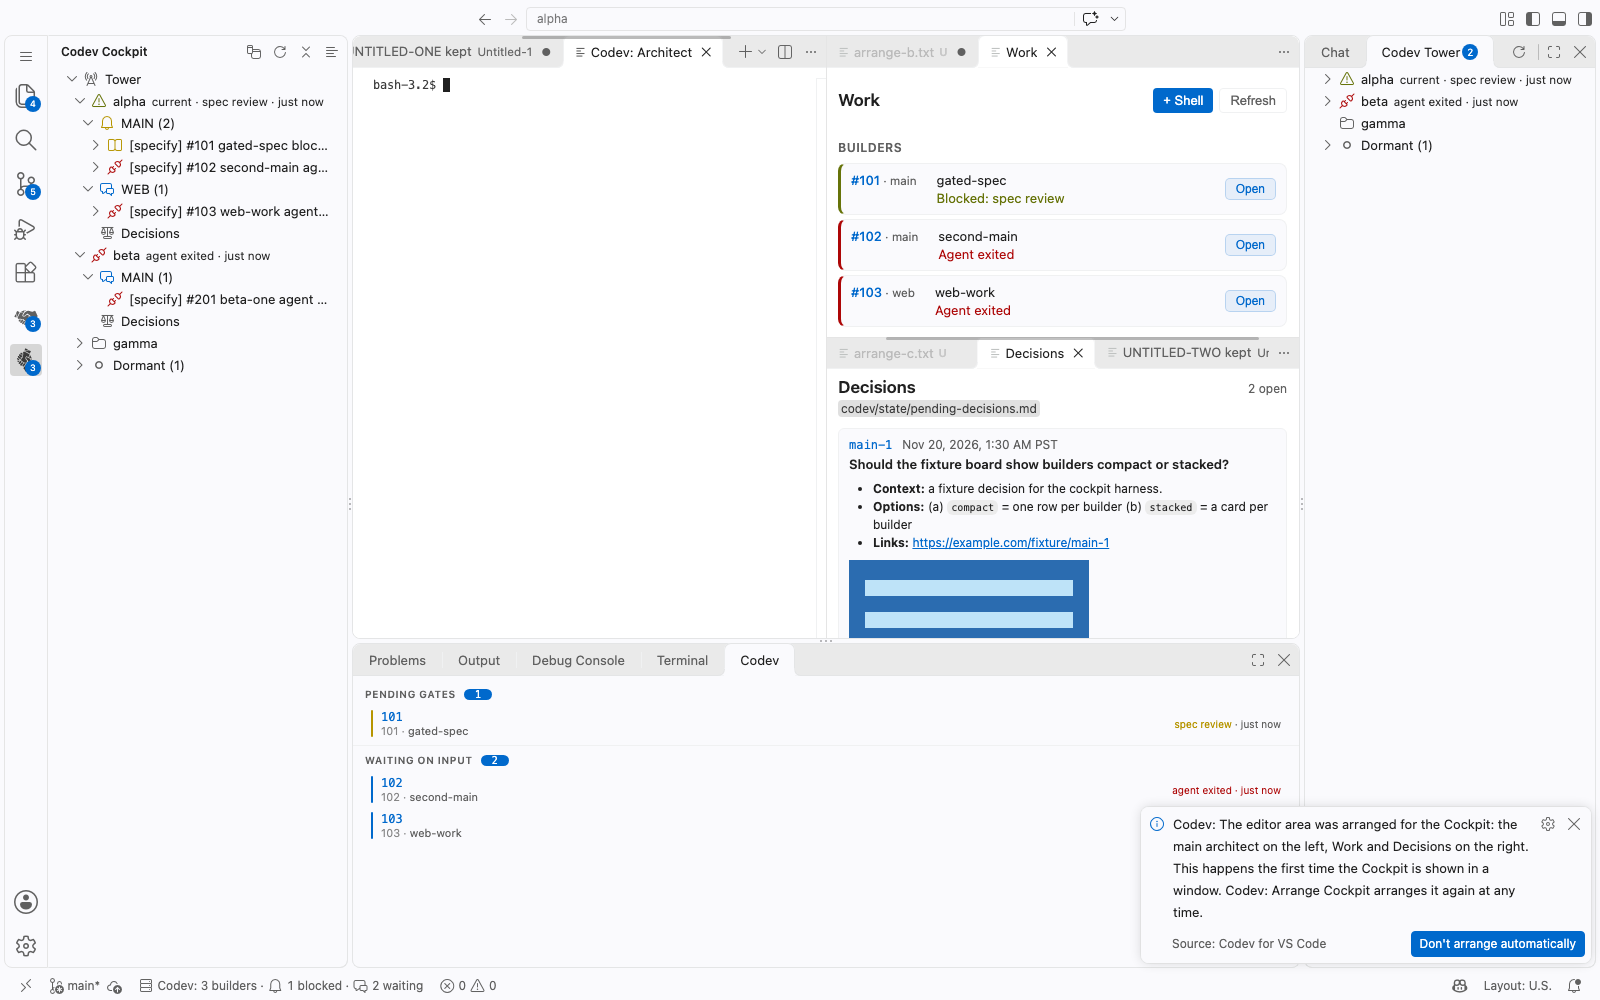 alpha
Codev Cockpit
Tower
alpha current · spec review · just now
MAIN (2)
[specify] #101 gated-spec bloc...
[specify] #102 second-main ag...
WEB (1)
[specify] #103 web-work agent...
Decisions
beta agent exited · just now
MAIN (1)
[specify] #201 beta-one agent ...
Decisions
gamma
Dormant (1)
4
5
3
3
NTITLED-ONE kept Untitled-1
Codev: Architect
bash-3.2$
arrange-b.txt U
Work
Work
+ Shell
Refresh
BUILDERS
#101 · main gated-spec
Blocked: spec review
Open
#102 · main second-main
Agent exited
Open
#103 · web web-work
Agent exited
Open
arrange-c.txt U
Decisions
UNTITLED-TWO kept Ur
Decisions
2 open
codev/state/pending-decisions.md
main-1 Nov 20, 2026, 1:30 AM PST
Should the fixture board show builders compact or stacked?
• Context: a fixture decision for the cockpit harness.
• Options: (a) compact = one row per builder (b) stacked = a card per
builder
• Links: https://example.com/fixture/main-1
Chat
Codev Tower 2
alpha current · spec review · just now
beta agent exited · just now
gamma
Dormant (1)
Problems
Output
Debug Console
Terminal
Codev
PENDING GATES 1
101
101 · gated-spec
spec review · just now
WAITING ON INPUT 2
102
102 · second-main
agent exited · just now
103
103 · web-work
Codev: The editor area was arranged for the Cockpit: the
main architect on the left, Work and Decisions on the right.
This happens the first time the Cockpit is shown in a
window. Codev: Arrange Cockpit arranges it again at any
time.
Source: Codev for VS Code
Don't arrange automatically
main*
Codev: 3 builders · 1 blocked · 2 waiting
0 0
Layout: U.S.